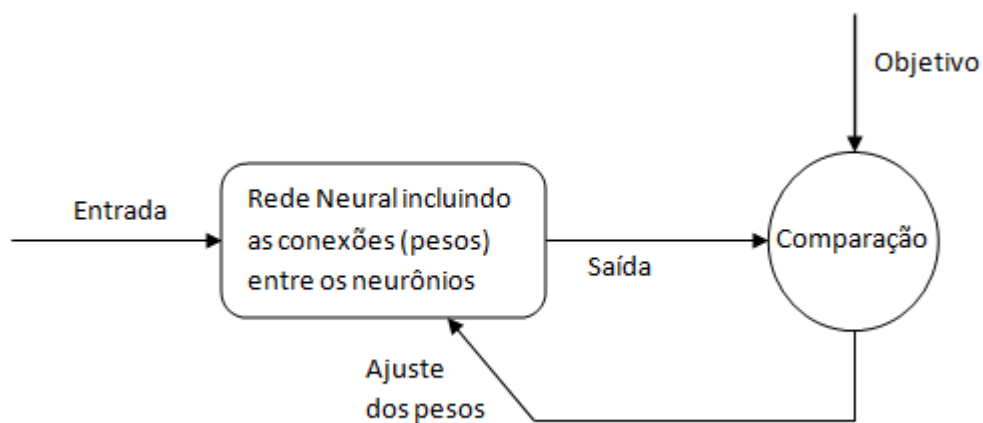 Objetivo
Entrada
Rede Neural incluindo
as conexões (pesos)
entre os neurônios
Saída
Comparação
Ajuste
dos pesos